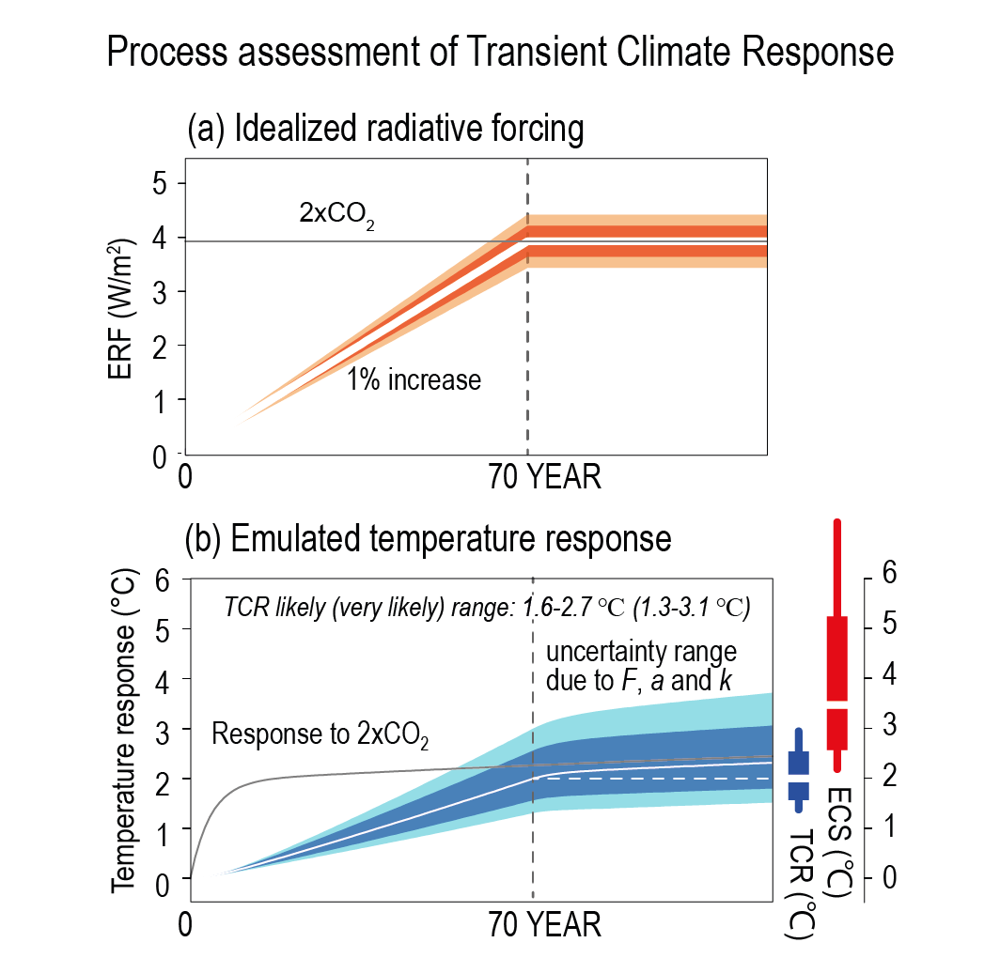 Process assessment of Transient Climate Response
(a) Idealized radiative forcing
ERF (W/m²)
5
4
3
2
1
0
2xCO₂
1% increase
0
70 YEAR
(b) Emulated temperature response
Temperature response (°C)
6
5
4
3
2
1
0
TCR likely (very likely) range: 1.6-2.7 °C (1.3-3.1 °C)
uncertainty range
due to F, a and k
Response to 2xCO₂
0
70 YEAR
TCR (°C)
ECS (°C)
6
5
4
3
2
1
0